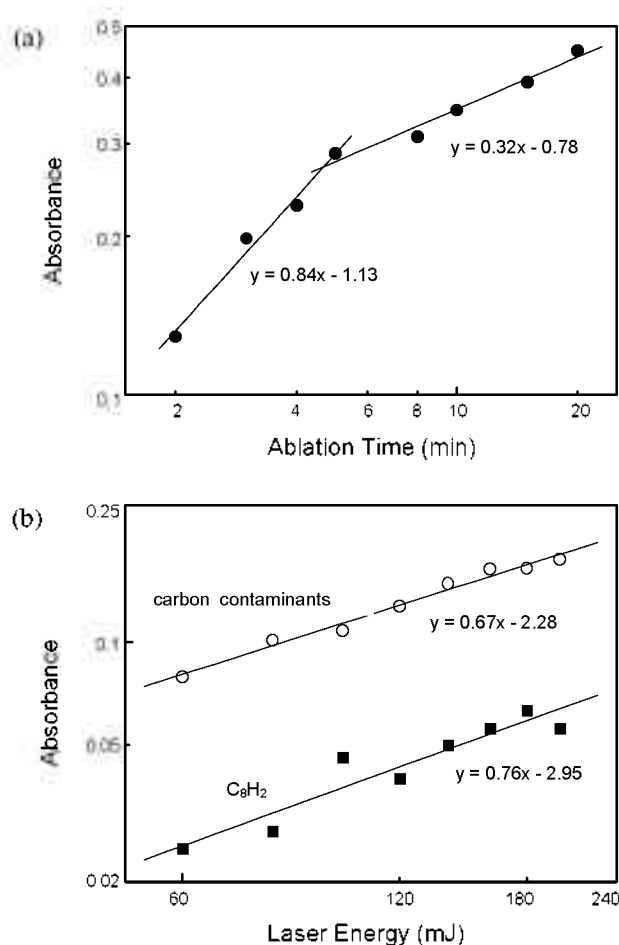 (a)
0.5
0.4
0.3
0.2
0.1
Absorbance
y = 0.32x - 0.78
y = 0.84x - 1.13
2 4 6 8 10 20
Ablation Time (min)
(b)
0.25
0.1
0.05
0.02
Absorbance
carbon contaminants
y = 0.67x - 2.28
C₈H₂
y = 0.76x - 2.95
60 120 180 240
Laser Energy (mJ)